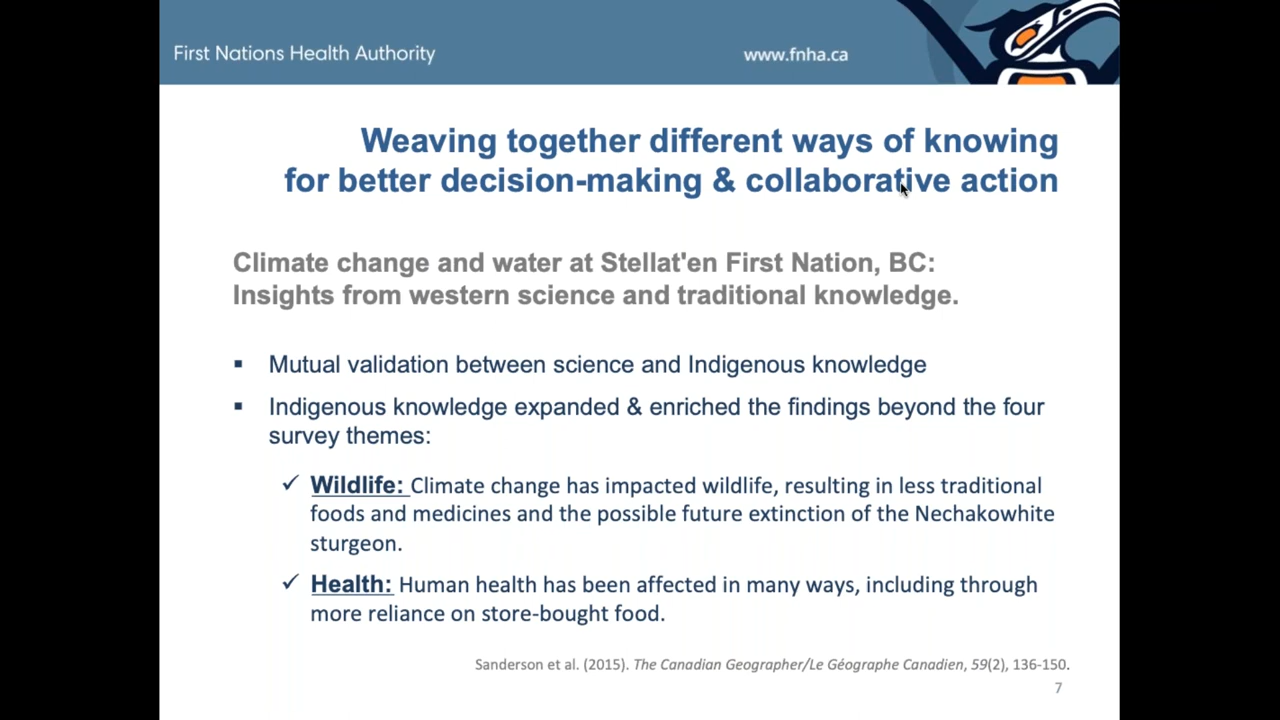 First Nations Health Authority
www.fnha.ca
Weaving together different ways of knowing
for better decision-making & collaborative action
Climate change and water at Stellat'en First Nation, BC:
Insights from western science and traditional knowledge.
▪ Mutual validation between science and Indigenous knowledge
▪ Indigenous knowledge expanded & enriched the findings beyond the four
survey themes:
✓ Wildlife: Climate change has impacted wildlife, resulting in less traditional
foods and medicines and the possible future extinction of the Nechakowhite
sturgeon.
✓ Health: Human health has been affected in many ways, including through
more reliance on store-bought food.
Sanderson et al. (2015). The Canadian Geographer/Le Géographe Canadien, 59(2), 136-150.
7